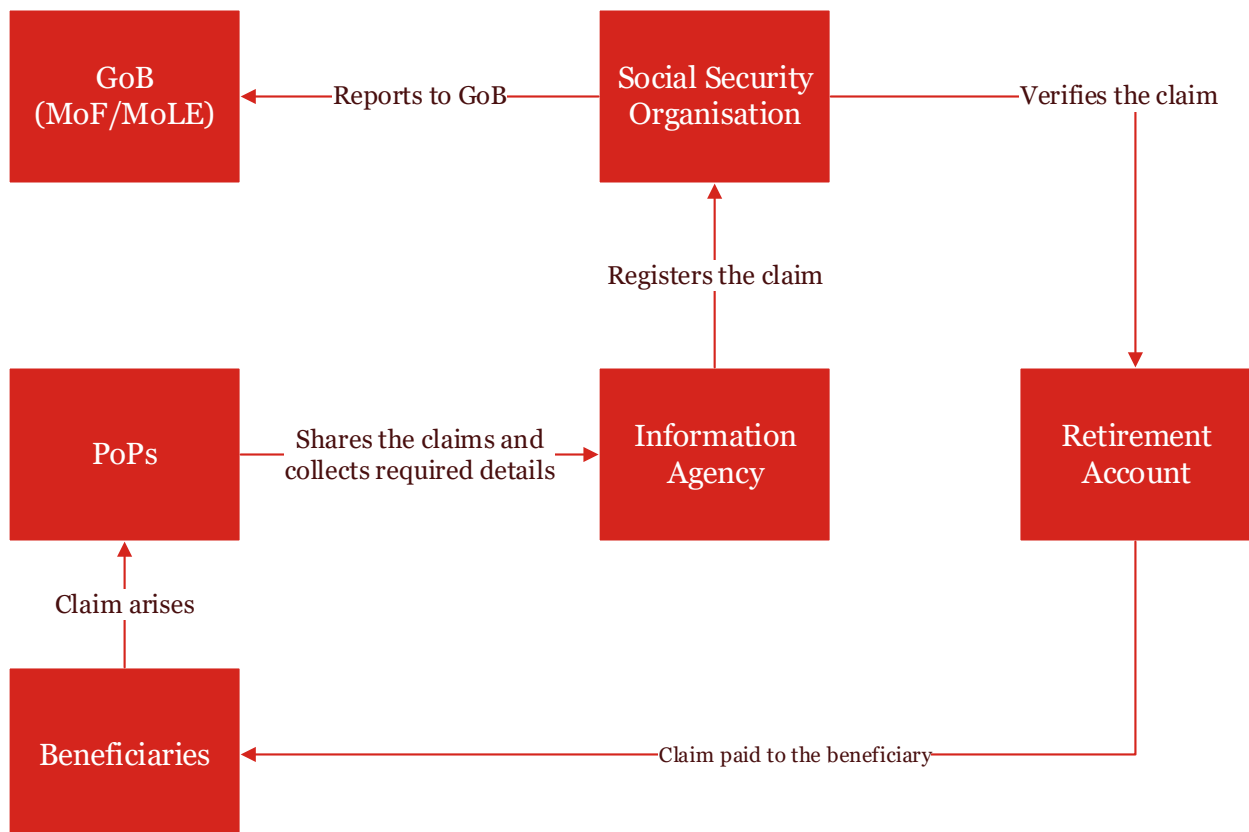 GoB
(MoF/MoLE)
Reports to GoB
Social Security
Organisation
Verifies the claim
Registers the claim
PoPs
Shares the claims and
collects required details
Information
Agency
Retirement
Account
Claim arises
Beneficiaries
Claim paid to the beneficiary